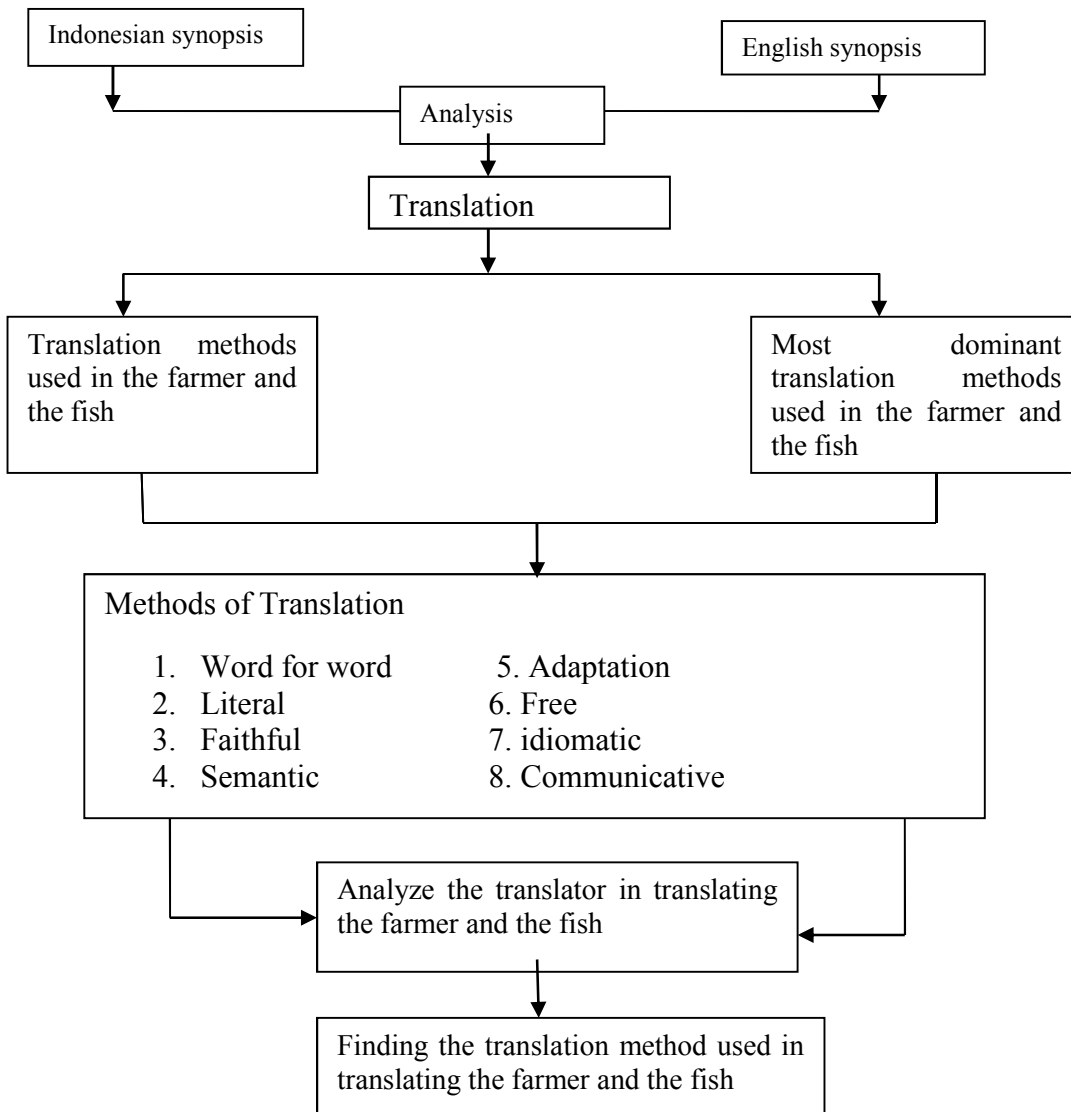 Indonesian synopsis
English synopsis
Analysis
Translation
Translation methods
used in the farmer and
the fish
Most dominant
translation methods
used in the farmer and
the fish
Methods of Translation
1. Word for word
2. Literal
3. Faithful
4. Semantic
5. Adaptation
6. Free
7. idiomatic
8. Communicative
Analyze the translator in translating
the farmer and the fish
Finding the translation method used in
translating the farmer and the fish